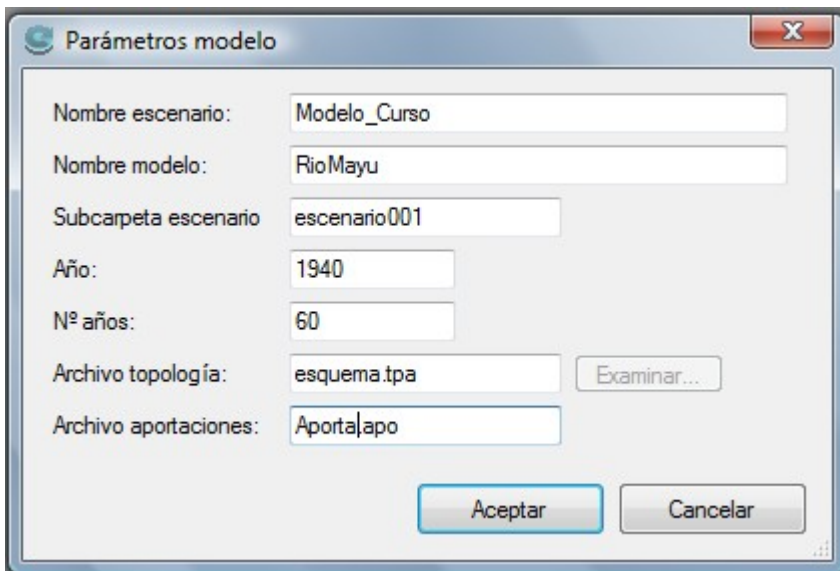 Parámetros modelo
Nombre escenario: Modelo_Curso
Nombre modelo: RioMayu
Subcarpeta escenario escenario001
Año: 1940
Nº años: 60
Archivo topología: esquema.tpa Examinar...
Archivo aportaciones: Aporta.apo
Aceptar Cancelar